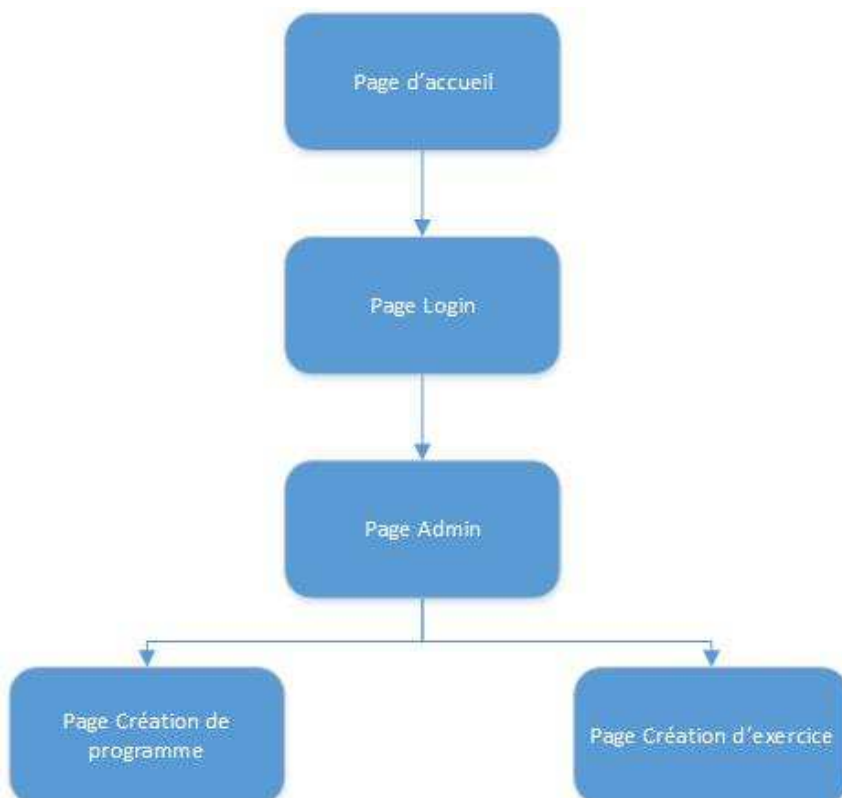 Page d’accueil
Page Login
Page Admin
Page Création de
programme
Page Création d’exercice